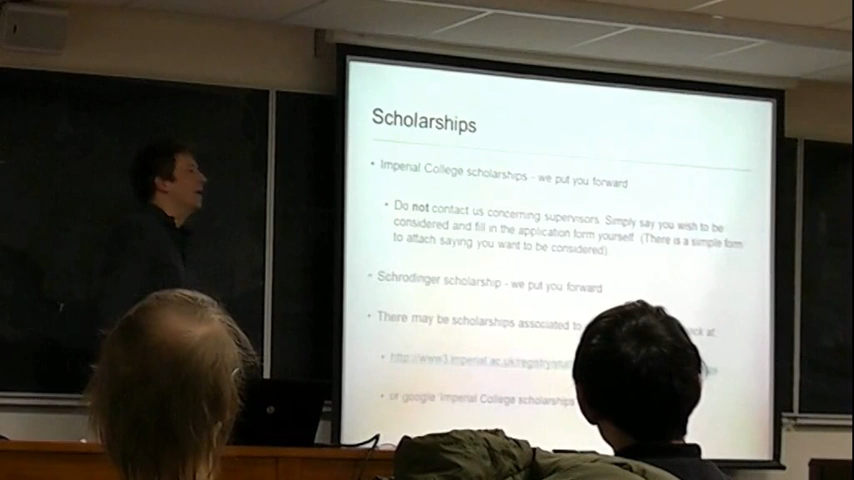 Scholarships
• Imperial College scholarships - we put you forward
• Do not contact us concerning supervisors. Simply say you wish to be
considered and fill in the application form yourself. (There is a simple form
to attach saying you want to be considered)
• Schrodinger scholarship - we put you forward
• There may be scholarships associated to at:
• http://www3.imperial.ac.uk/registry/
• or google 'Imperial College scholarships